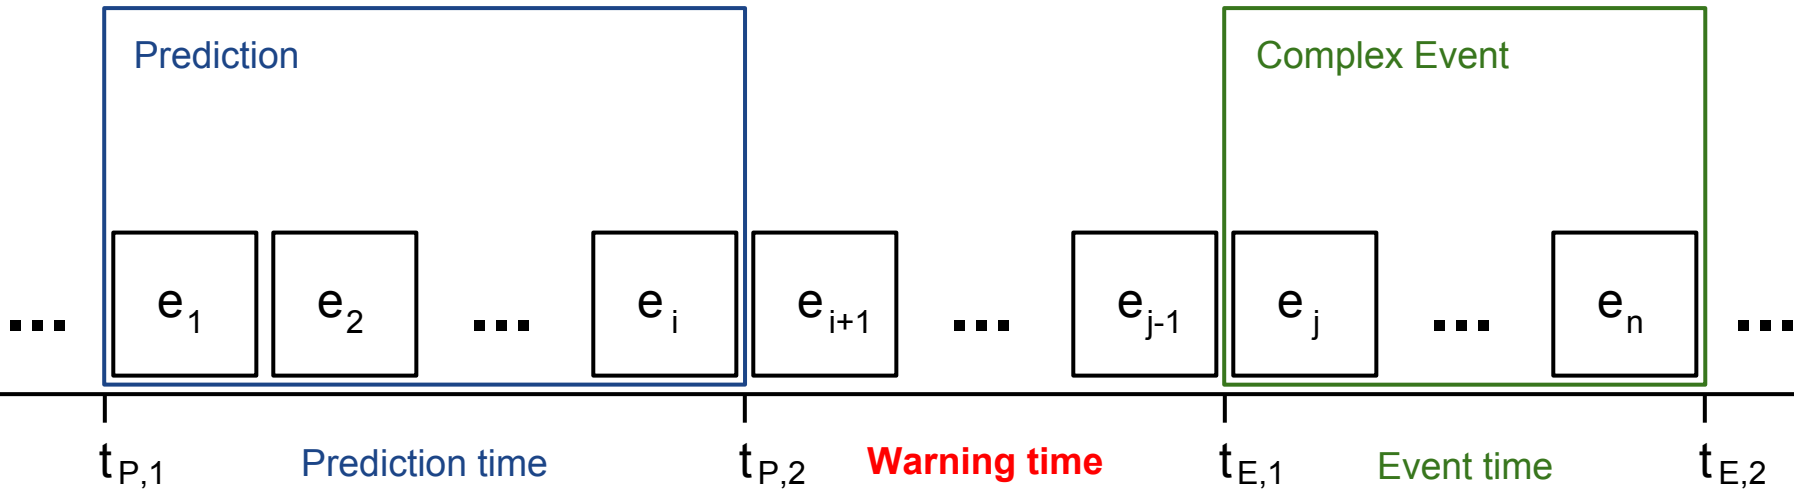 Prediction
Complex Event
... e1 e2 ... ei ei+1 ... ej-1 ej ... en ...
tP,1 Prediction time tP,2 Warning time tE,1 Event time tE,2